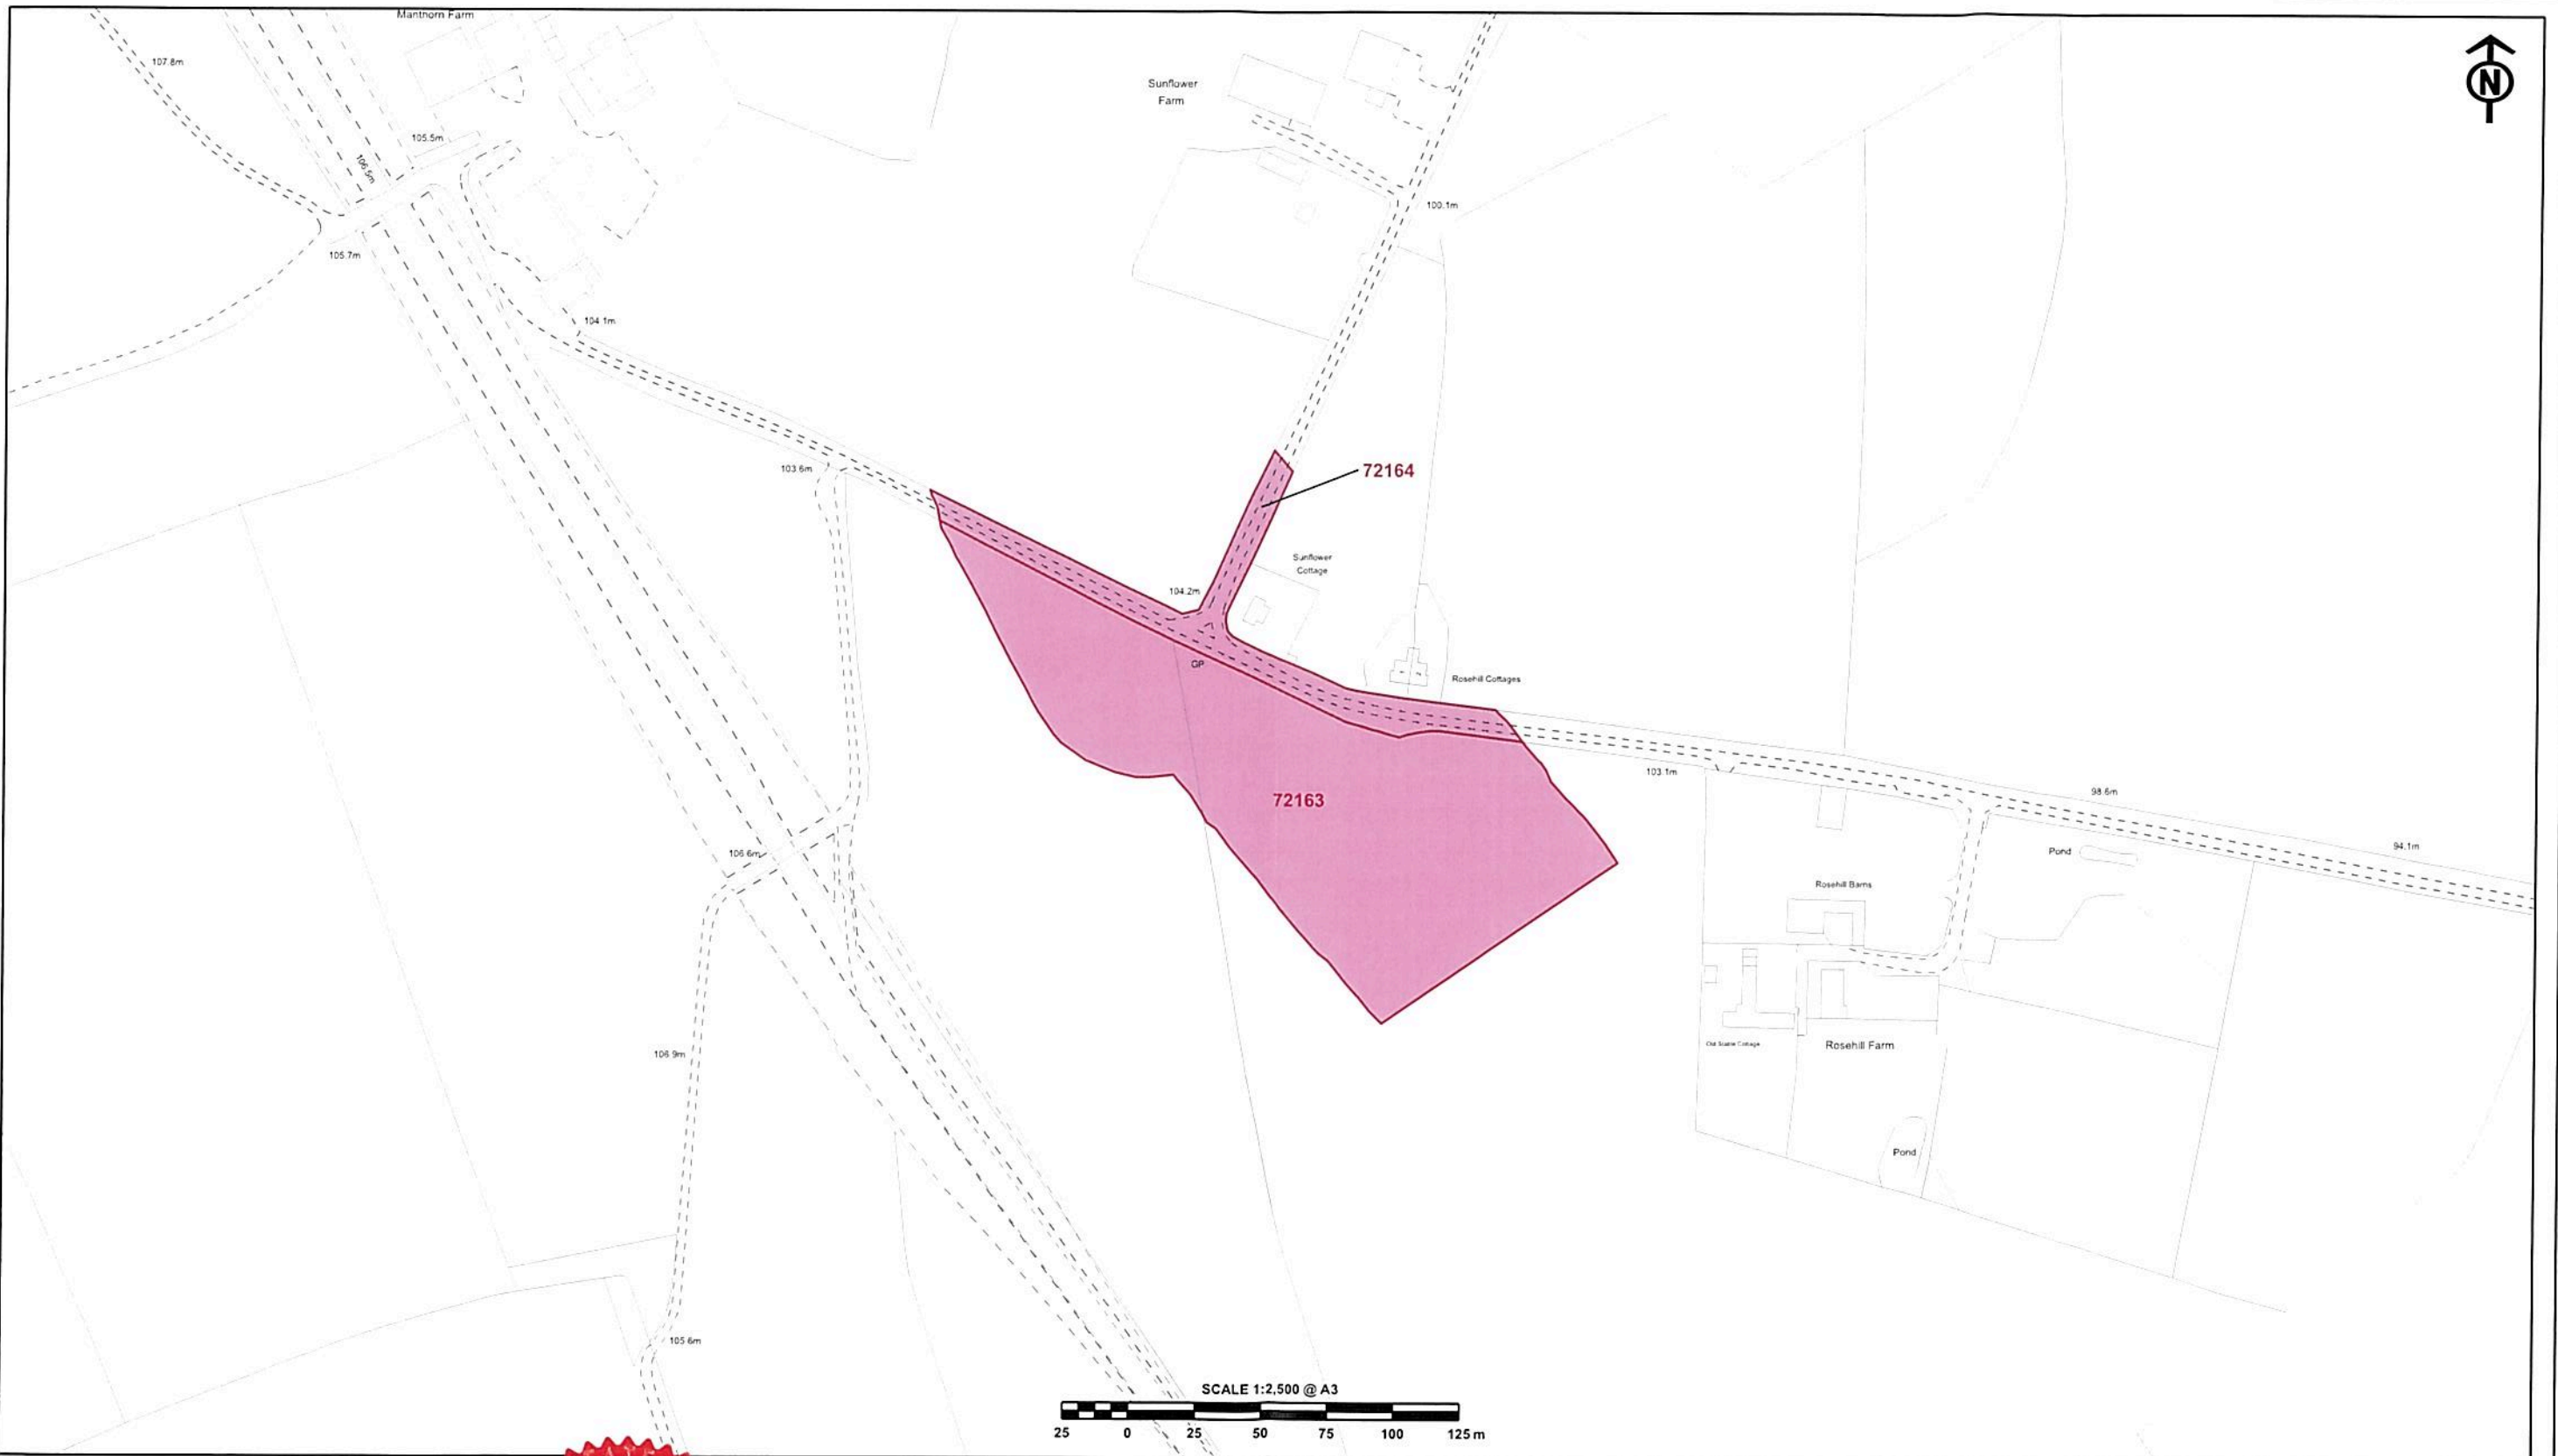 Manthorn Farm
107.8m
N
Sunflower
Farm
105.5m
106.5m
100.1m
105.7m
104.1m
103.6m
72164
Sunflower
Cottage
104.2m
GP
Rosehill Cottages
103.1m
72163
98.6m
94.1m
106.6m
Pond
Rosehill Barns
Old Stable Cottage
Rosehill Farm
106.9m
Pond
105.6m
SCALE 1:2,500 @ A3
25 0 25 50 75 100 125 m